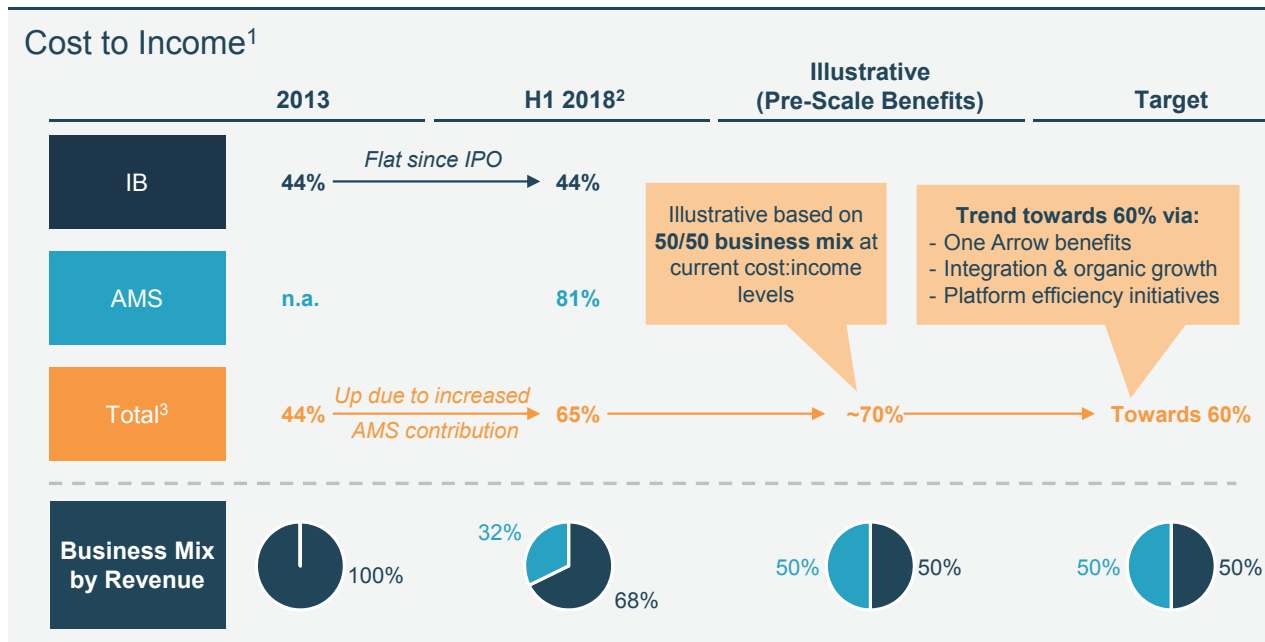 Cost to Income¹
2013
H1 2018²
Illustrative
(Pre-Scale Benefits)
Target
IB
44%
Flat since IPO
44%
AMS
n.a.
81%
Illustrative based on
50/50 business mix at
current cost:income
levels
Trend towards 60% via:
- One Arrow benefits
- Integration & organic growth
- Platform efficiency initiatives
Total³
44%
Up due to increased
AMS contribution
65%
~70%
Towards 60%
Business Mix
by Revenue
100%
32%
68%
50%
50%
50%
50%